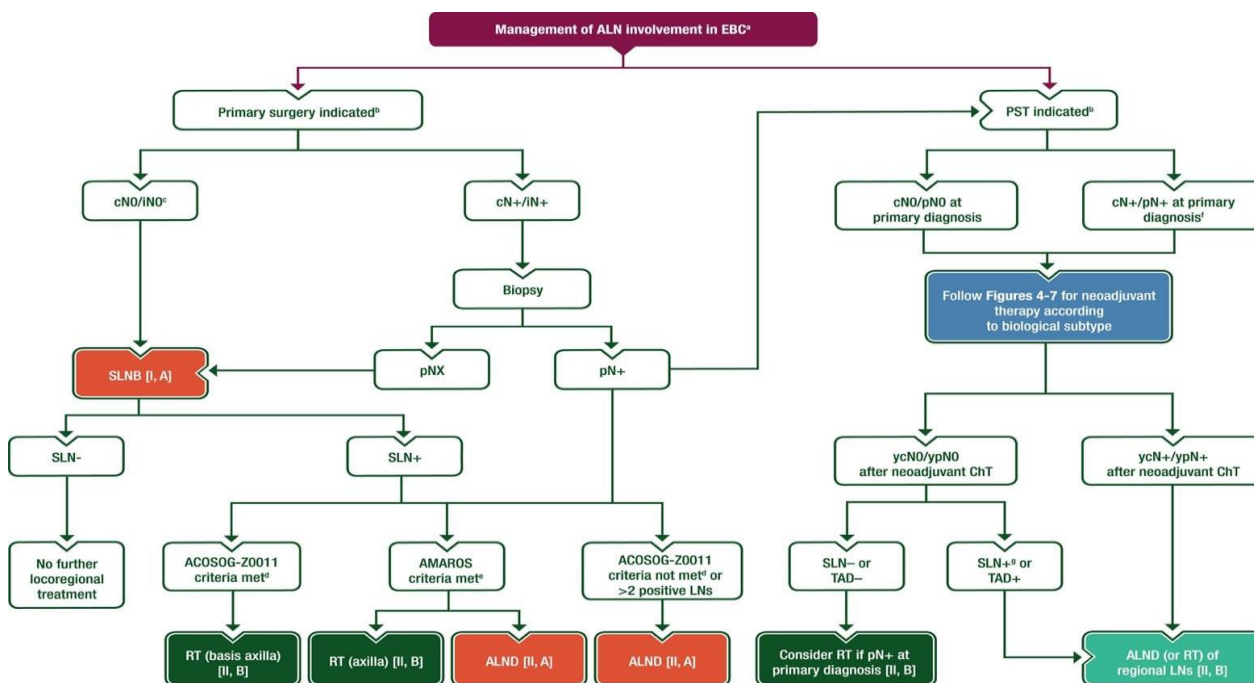 Management of ALN involvement in EBCᵃ
Primary surgery indicatedᵇ
PST indicatedᵇ
cN0/iN0ᶜ
cN+/iN+
cN0/pN0 at
primary diagnosis
cN+/pN+ at primary
diagnosisᶠ
Biopsy
Follow Figures 4-7 for neoadjuvant
therapy according
to biological subtype
SLNB [I, A]
pNX
pN+
SLN-
SLN+
ycN0/ypN0
after neoadjuvant ChT
ycN+/ypN+
after neoadjuvant ChT
No further
locoregional
treatment
ACOSOG-Z0011
criteria metᵈ
AMAROS
criteria metᵉ
ACOSOG-Z0011
criteria not metᵈ or
>2 positive LNs
SLN– or
TAD–
SLN+ᵍ or
TAD+
RT (basis axilla)
[II, B]
RT (axilla) [II, B]
ALND [II, A]
ALND [II, A]
Consider RT if pN+ at
primary diagnosis [II, B]
ALND (or RT) of
regional LNs [II, B]